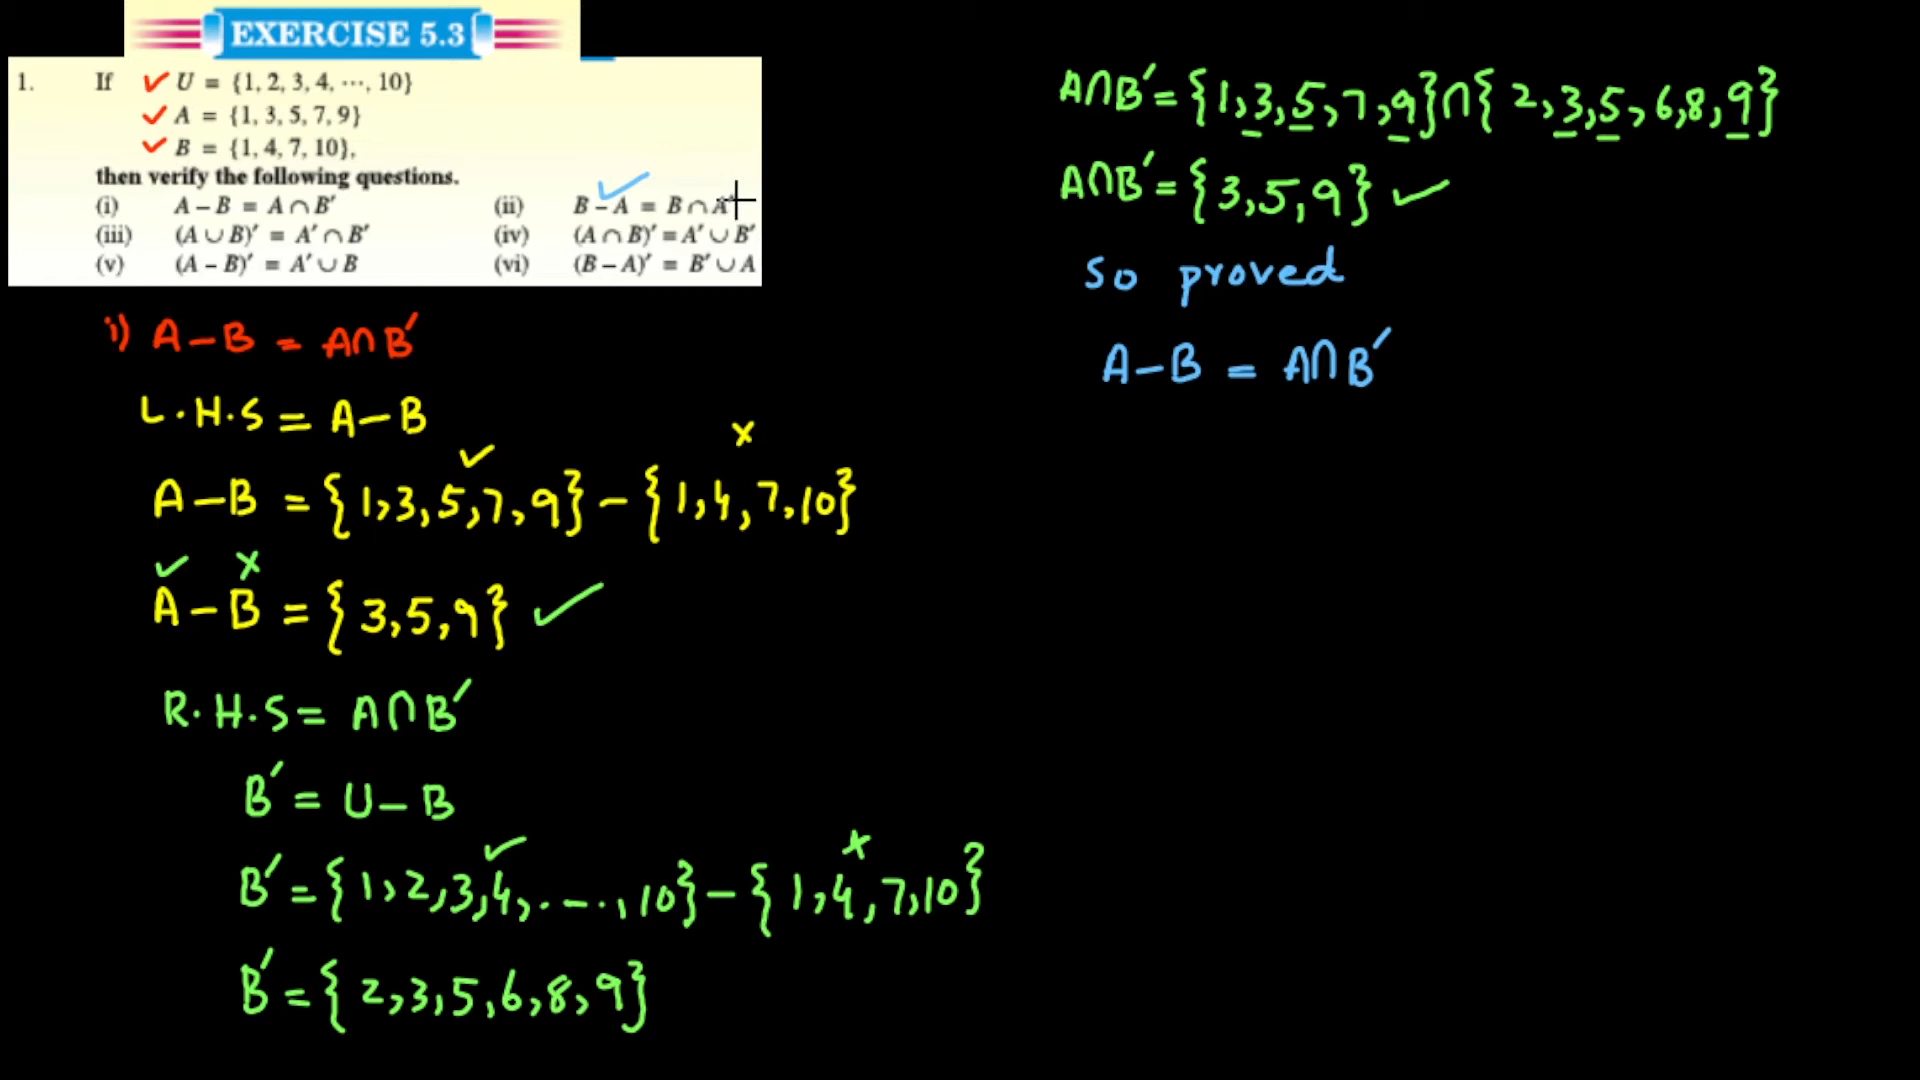 EXERCISE 5.3
1. If U = {1, 2, 3, 4, ⋯, 10}
A = {1, 3, 5, 7, 9}
B = {1, 4, 7, 10},
then verify the following questions.
(i) A – B = A ∩ B′ (ii) B – A = B ∩ A′
(iii) (A ∪ B)′ = A′ ∩ B′ (iv) (A ∩ B)′ = A′ ∪ B′
(v) (A – B)′ = A′ ∪ B (vi) (B – A)′ = B′ ∪ A
i) A – B = A∩B′
L.H.S = A – B
A – B = {1,3,5,7,9} – {1,4,7,10}
A – B = {3,5,9}
R.H.S = A∩B′
B′ = U – B
B′ = {1,2,3,4,....,10} – {1,4,7,10}
B′ = {2,3,5,6,8,9}
A∩B′ = {1,3,5,7,9}∩{2,3,5,6,8,9}
A∩B′ = {3,5,9}
So proved
A – B = A∩B′